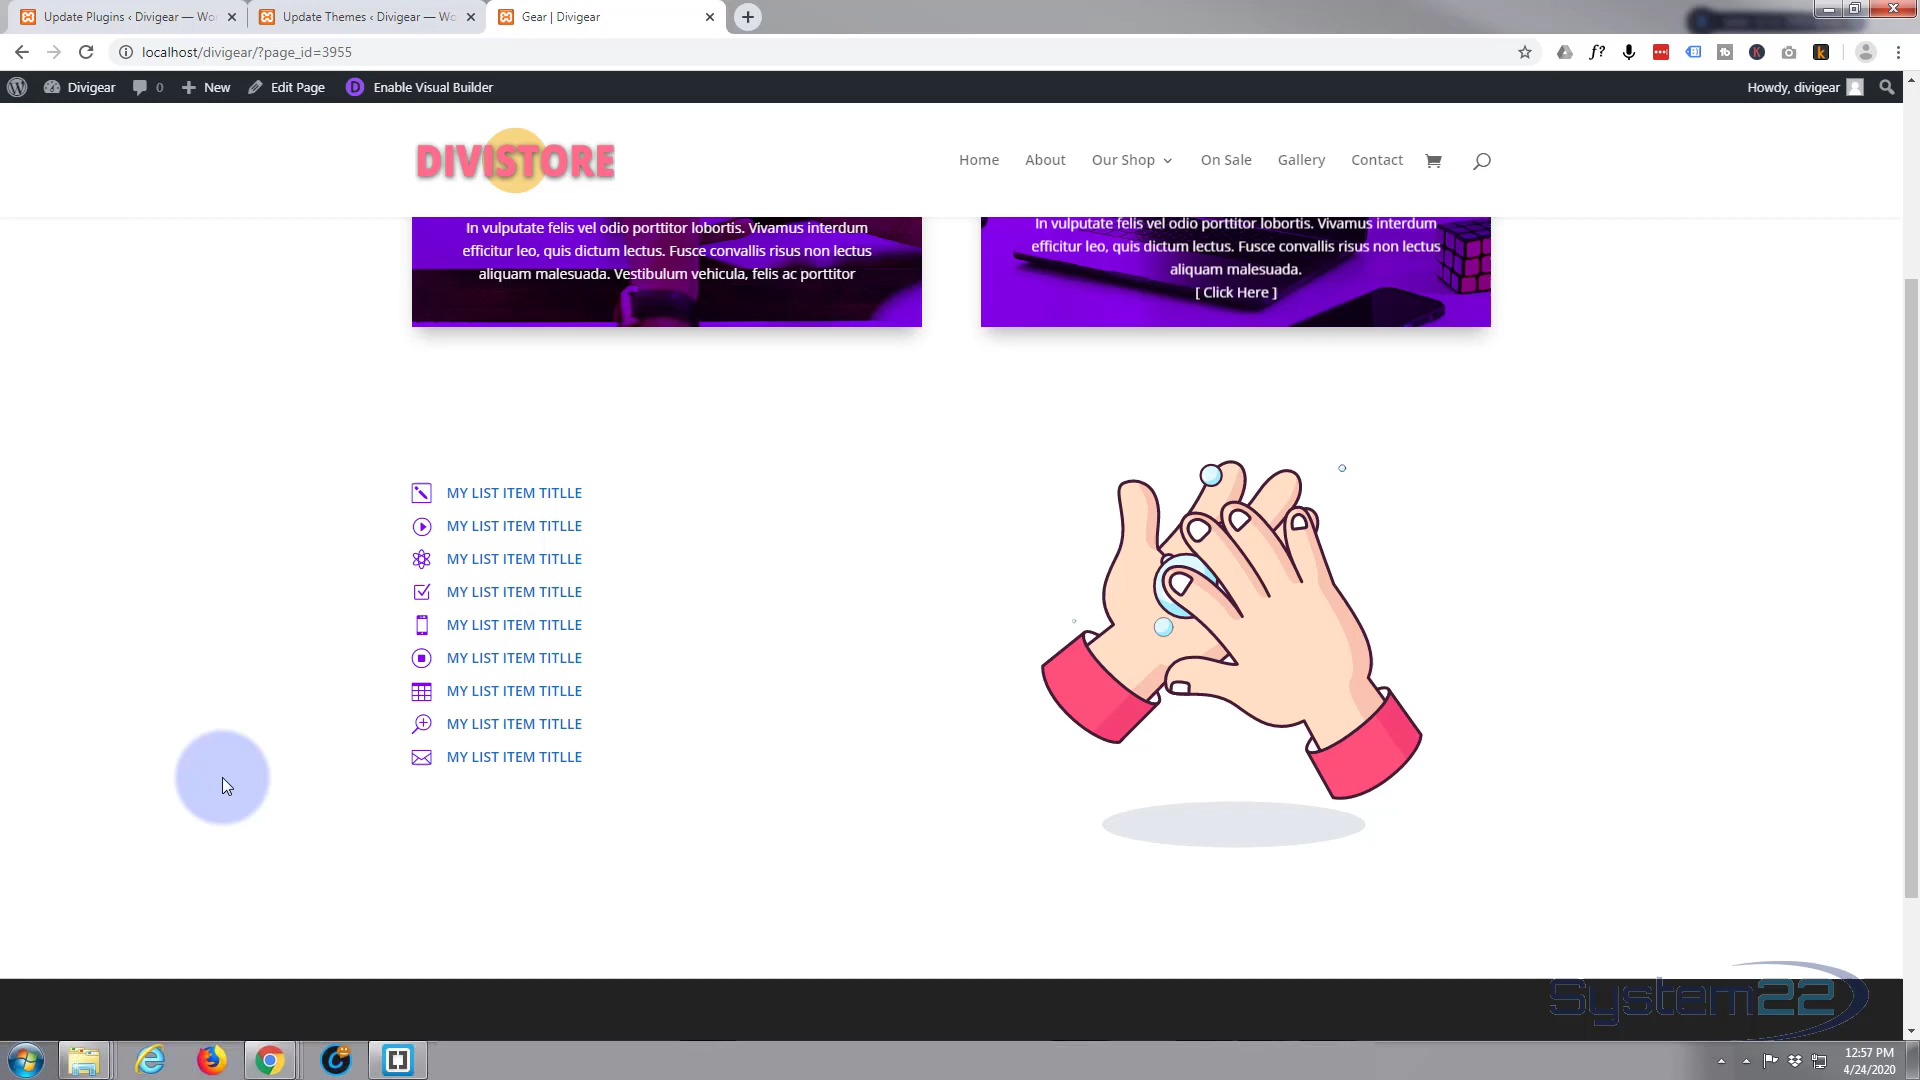 Update Plugins ‹ Divigear — Wo
Update Themes ‹ Divigear — Wo
Gear | Divigear
localhost/divigear/?page_id=3955
Divigear
0
New
Edit Page
Enable Visual Builder
Howdy, divigear
DIVISTORE
Home
About
Our Shop
On Sale
Gallery
Contact
In vulputate felis vel odio porttitor lobortis. Vivamus interdum
efficitur leo, quis dictum lectus. Fusce convallis risus non lectus
aliquam malesuada. Vestibulum vehicula, felis ac porttitor
In vulputate felis vel odio porttitor lobortis. Vivamus interdum
efficitur leo, quis dictum lectus. Fusce convallis risus non lectus
aliquam malesuada.
[ Click Here ]
MY LIST ITEM TITLLE
MY LIST ITEM TITLLE
MY LIST ITEM TITLLE
MY LIST ITEM TITLLE
MY LIST ITEM TITLLE
MY LIST ITEM TITLLE
MY LIST ITEM TITLLE
MY LIST ITEM TITLLE
MY LIST ITEM TITLLE
System22
12:57 PM
4/24/2020